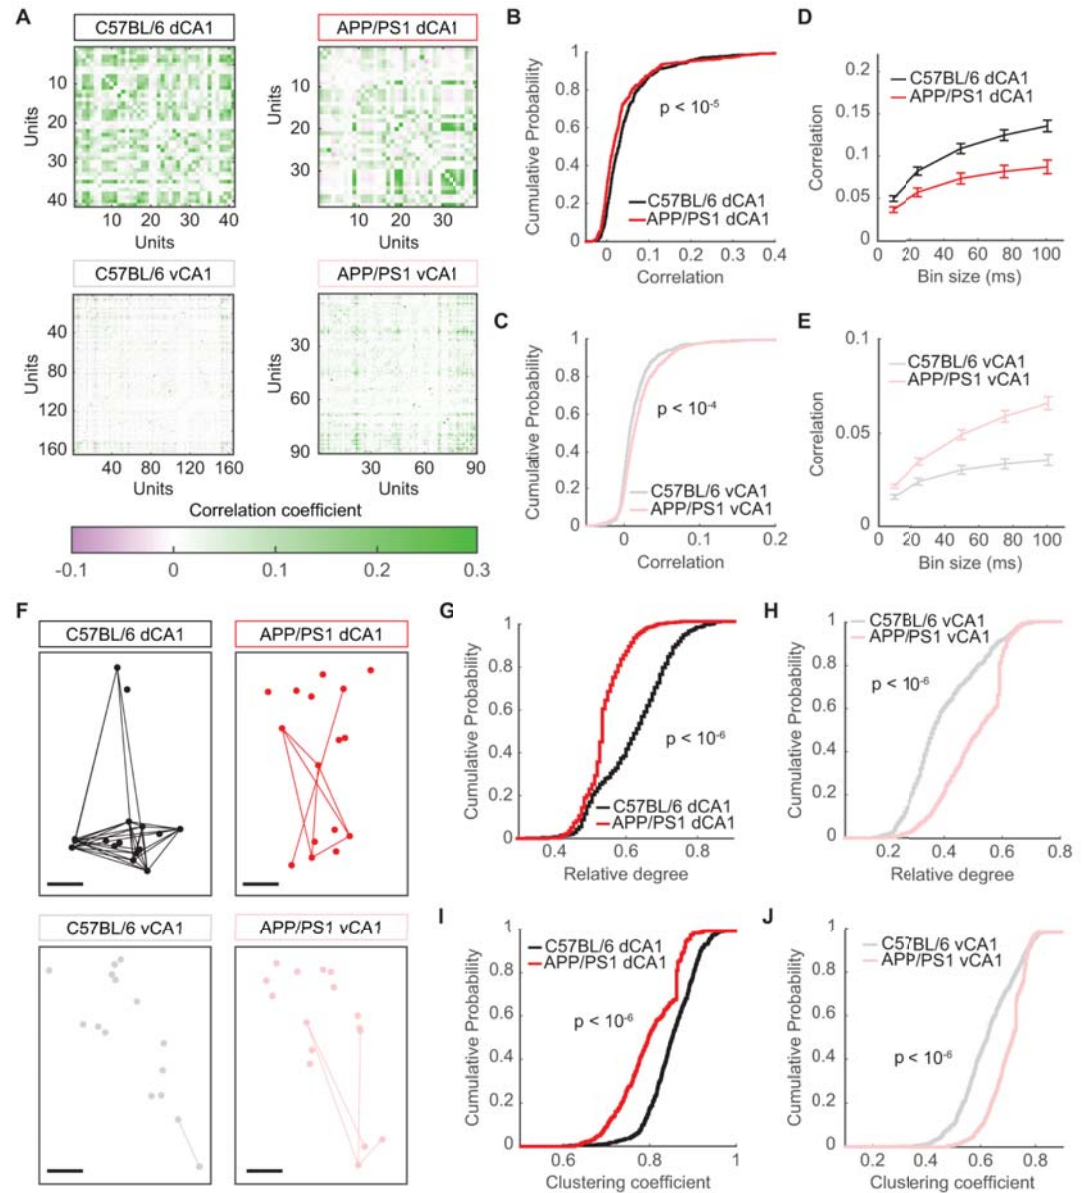 A
C57BL/6 dCA1
APP/PS1 dCA1
Units
10
20
30
40
10 20 30 40
Units
Units
10
20
30
10 20 30
Units
C57BL/6 vCA1
APP/PS1 vCA1
Units
40
80
120
160
40 80 120 160
Units
Units
30
60
90
30 60 90
Units
Correlation coefficient
-0.1 0 0.1 0.2 0.3
B
Cumulative Probability
1
0.8
0.6
0.4
0.2
0
p < 10-5
C57BL/6 dCA1
APP/PS1 dCA1
0 0.1 0.2 0.3 0.4
Correlation
C
Cumulative Probability
1
0.8
0.6
0.4
0.2
0
p < 10-4
C57BL/6 vCA1
APP/PS1 vCA1
0 0.1 0.2
Correlation
D
Correlation
0.2
0.15
0.1
0.05
0
C57BL/6 dCA1
APP/PS1 dCA1
0 20 40 60 80 100
Bin size (ms)
E
Correlation
0.1
0.05
0
C57BL/6 vCA1
APP/PS1 vCA1
0 20 40 60 80 100
Bin size (ms)
F
C57BL/6 dCA1
APP/PS1 dCA1
C57BL/6 vCA1
APP/PS1 vCA1
G
Cumulative Probability
1
0.8
0.6
0.4
0.2
0
p < 10-6
C57BL/6 dCA1
APP/PS1 dCA1
0.4 0.6 0.8
Relative degree
H
Cumulative Probability
1
0.8
0.6
0.4
0.2
0
C57BL/6 vCA1
APP/PS1 vCA1
p < 10-6
0.2 0.4 0.6 0.8
Relative degree
I
Cumulative Probability
1
0.8
0.6
0.4
0.2
0
C57BL/6 dCA1
APP/PS1 dCA1
p < 10-6
0.6 0.8 1
Clustering coefficient
J
Cumulative Probability
1
0.8
0.6
0.4
0.2
0
C57BL/6 vCA1
APP/PS1 vCA1
p < 10-6
0.2 0.4 0.6 0.8
Clustering coefficient